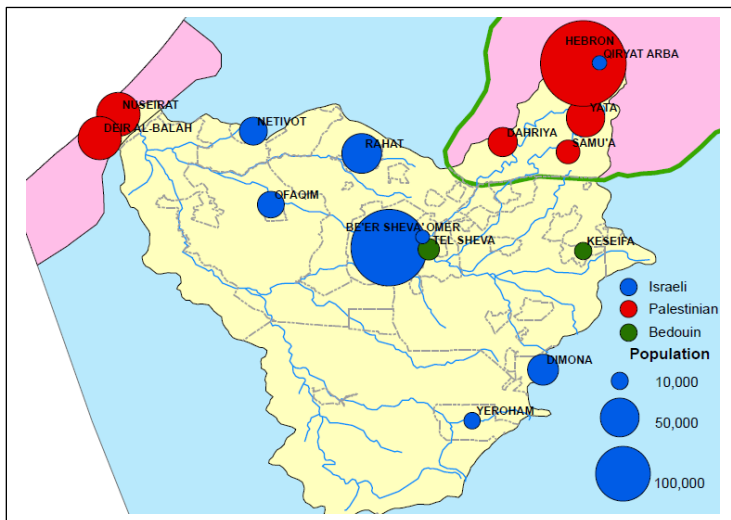 HEBRON
QIRYAT ARBA
NUSEIRAT
YATA
DEIR AL-BALAH
NETIVOT
DAHRIYA
RAHAT
SAMU'A
OFAQIM
BE'ER SHEVA'
OMER
TEL SHEVA
KESEIFA
Israeli
Palestinian
Bedouin
Population
DIMONA
10,000
YEROHAM
50,000
100,000